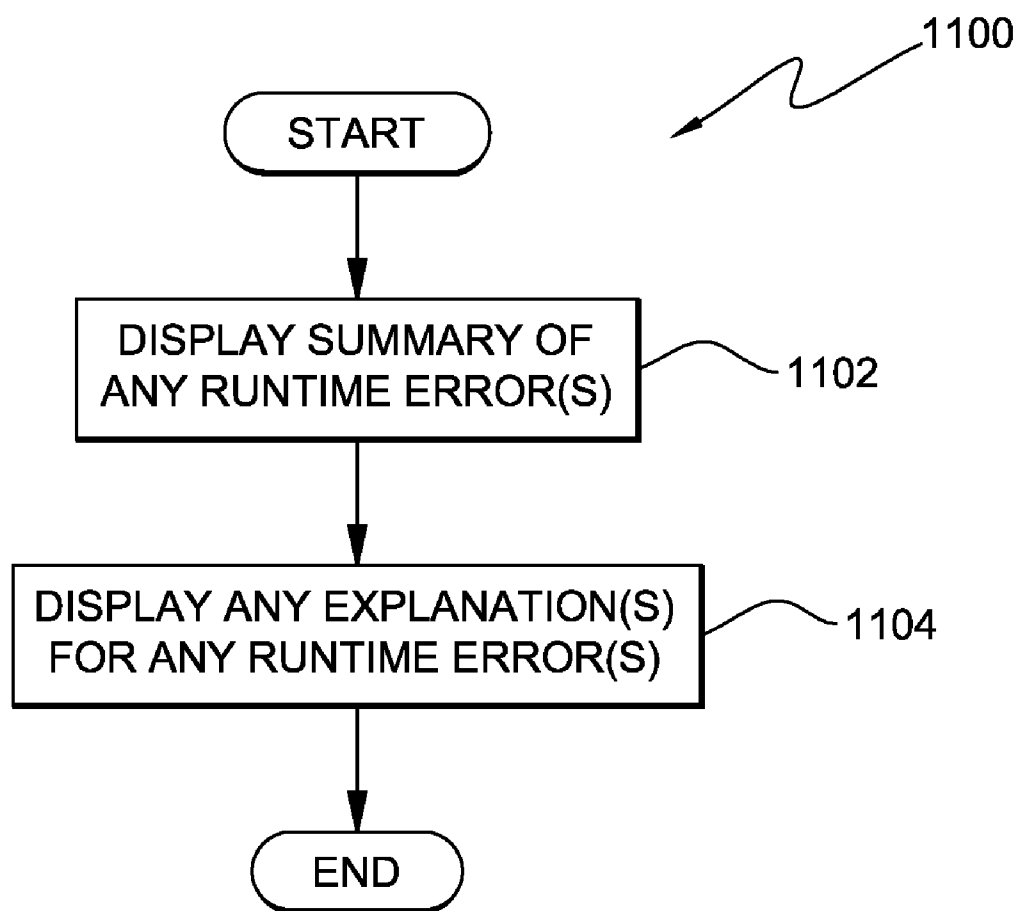 1100
START
DISPLAY SUMMARY OF
ANY RUNTIME ERROR(S)
1102
DISPLAY ANY EXPLANATION(S)
FOR ANY RUNTIME ERROR(S)
1104
END